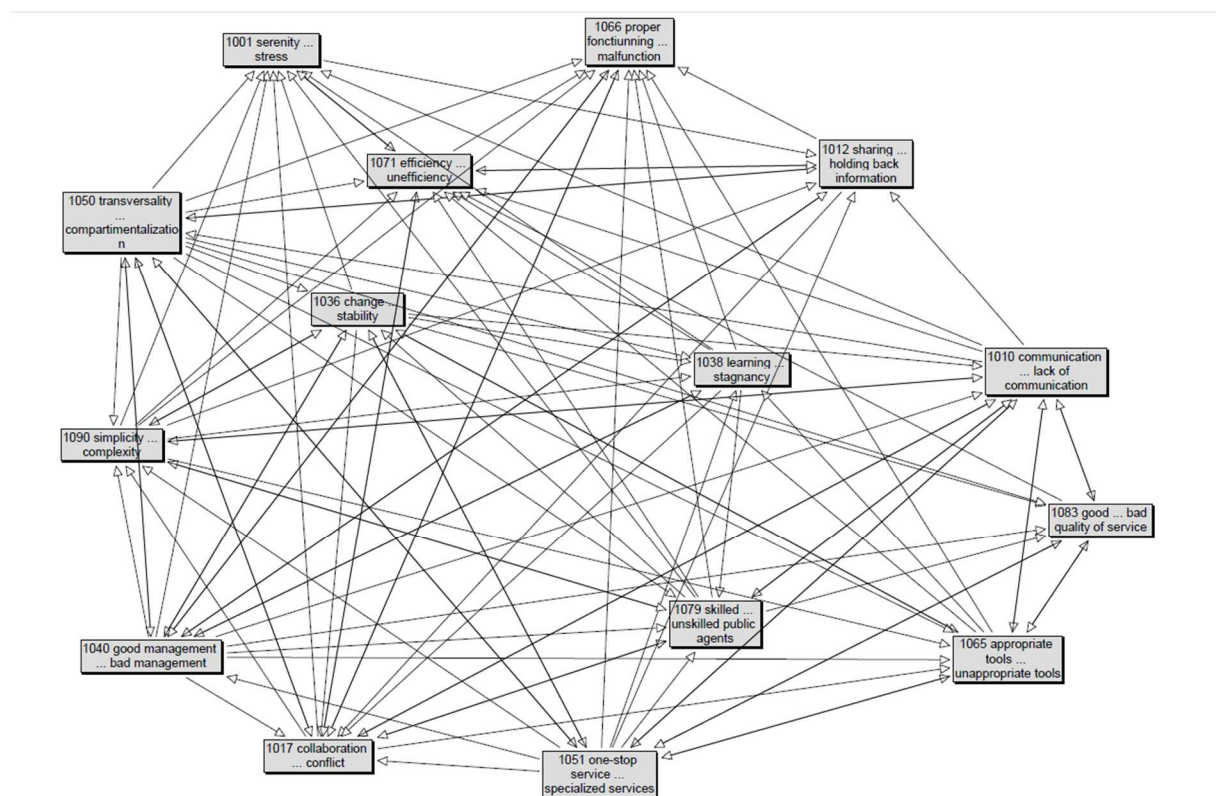 1001 serenity ...
stress
1066 proper
fonctiunning ...
malfunction
1071 efficiency ...
unefficiency
1012 sharing ...
holding back
information
1050 transversality
...
compartimentalizatio
n
1036 change ...
stability
1038 learning ...
stagnancy
1010 communication
... lack of
communication
1090 simplicity ...
complexity
1083 good ... bad
quality of service
1079 skilled ...
unskilled public
agents
1040 good management
... bad management
1065 appropriate
tools ...
unappropriate tools
1017 collaboration
... conflict
1051 one-stop
service ...
specialized services